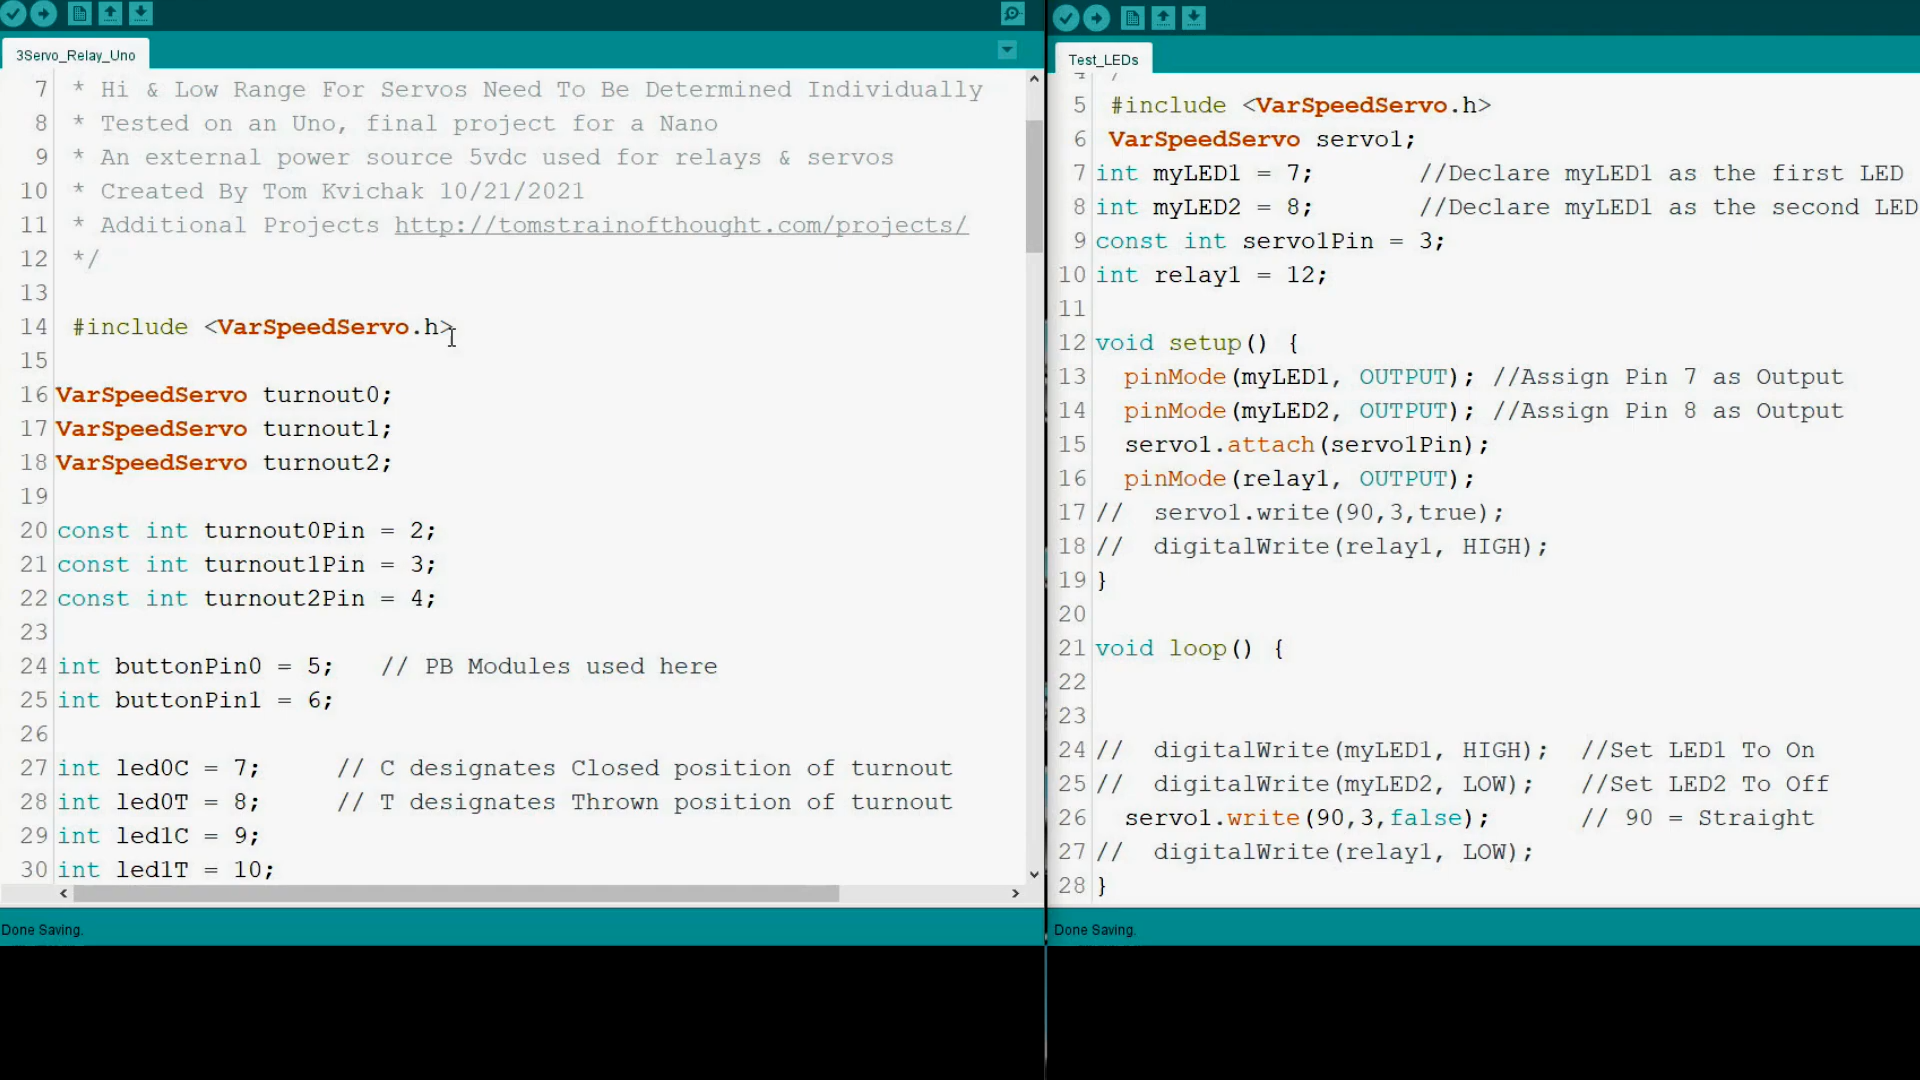 3Servo_Relay_Uno
7 * Hi & Low Range For Servos Need To Be Determined Individually
8 * Tested on an Uno, final project for a Nano
9 * An external power source 5vdc used for relays & servos
10 * Created By Tom Kvichak 10/21/2021
11 * Additional Projects http://tomstrainofthought.com/projects/
12 */
13
14 #include <VarSpeedServo.h>
15
16 VarSpeedServo turnout0;
17 VarSpeedServo turnout1;
18 VarSpeedServo turnout2;
19
20 const int turnout0Pin = 2;
21 const int turnout1Pin = 3;
22 const int turnout2Pin = 4;
23
24 int buttonPin0 = 5; // PB Modules used here
25 int buttonPin1 = 6;
26
27 int led0C = 7; // C designates Closed position of turnout
28 int led0T = 8; // T designates Thrown position of turnout
29 int led1C = 9;
30 int led1T = 10;
Done Saving.
Test_LEDs
4 /
5 #include <VarSpeedServo.h>
6 VarSpeedServo servo1;
7 int myLED1 = 7; //Declare myLED1 as the first LED
8 int myLED2 = 8; //Declare myLED1 as the second LED
9 const int servo1Pin = 3;
10 int relay1 = 12;
11
12 void setup() {
13 pinMode(myLED1, OUTPUT); //Assign Pin 7 as Output
14 pinMode(myLED2, OUTPUT); //Assign Pin 8 as Output
15 servo1.attach(servo1Pin);
16 pinMode(relay1, OUTPUT);
17 // servo1.write(90,3,true);
18 // digitalWrite(relay1, HIGH);
19 }
20
21 void loop() {
22
23
24 // digitalWrite(myLED1, HIGH); //Set LED1 To On
25 // digitalWrite(myLED2, LOW); //Set LED2 To Off
26 servo1.write(90,3,false); // 90 = Straight
27 // digitalWrite(relay1, LOW);
28 }
Done Saving.